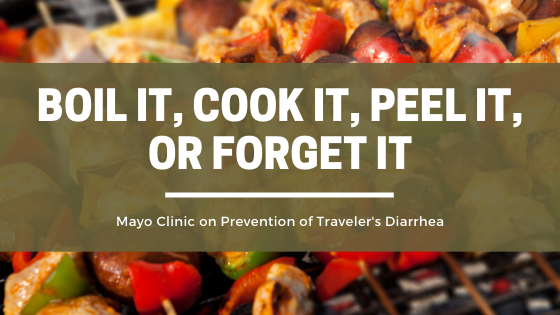 BOIL IT, COOK IT, PEEL IT,
OR FORGET IT
Mayo Clinic on Prevention of Traveler's Diarrhea